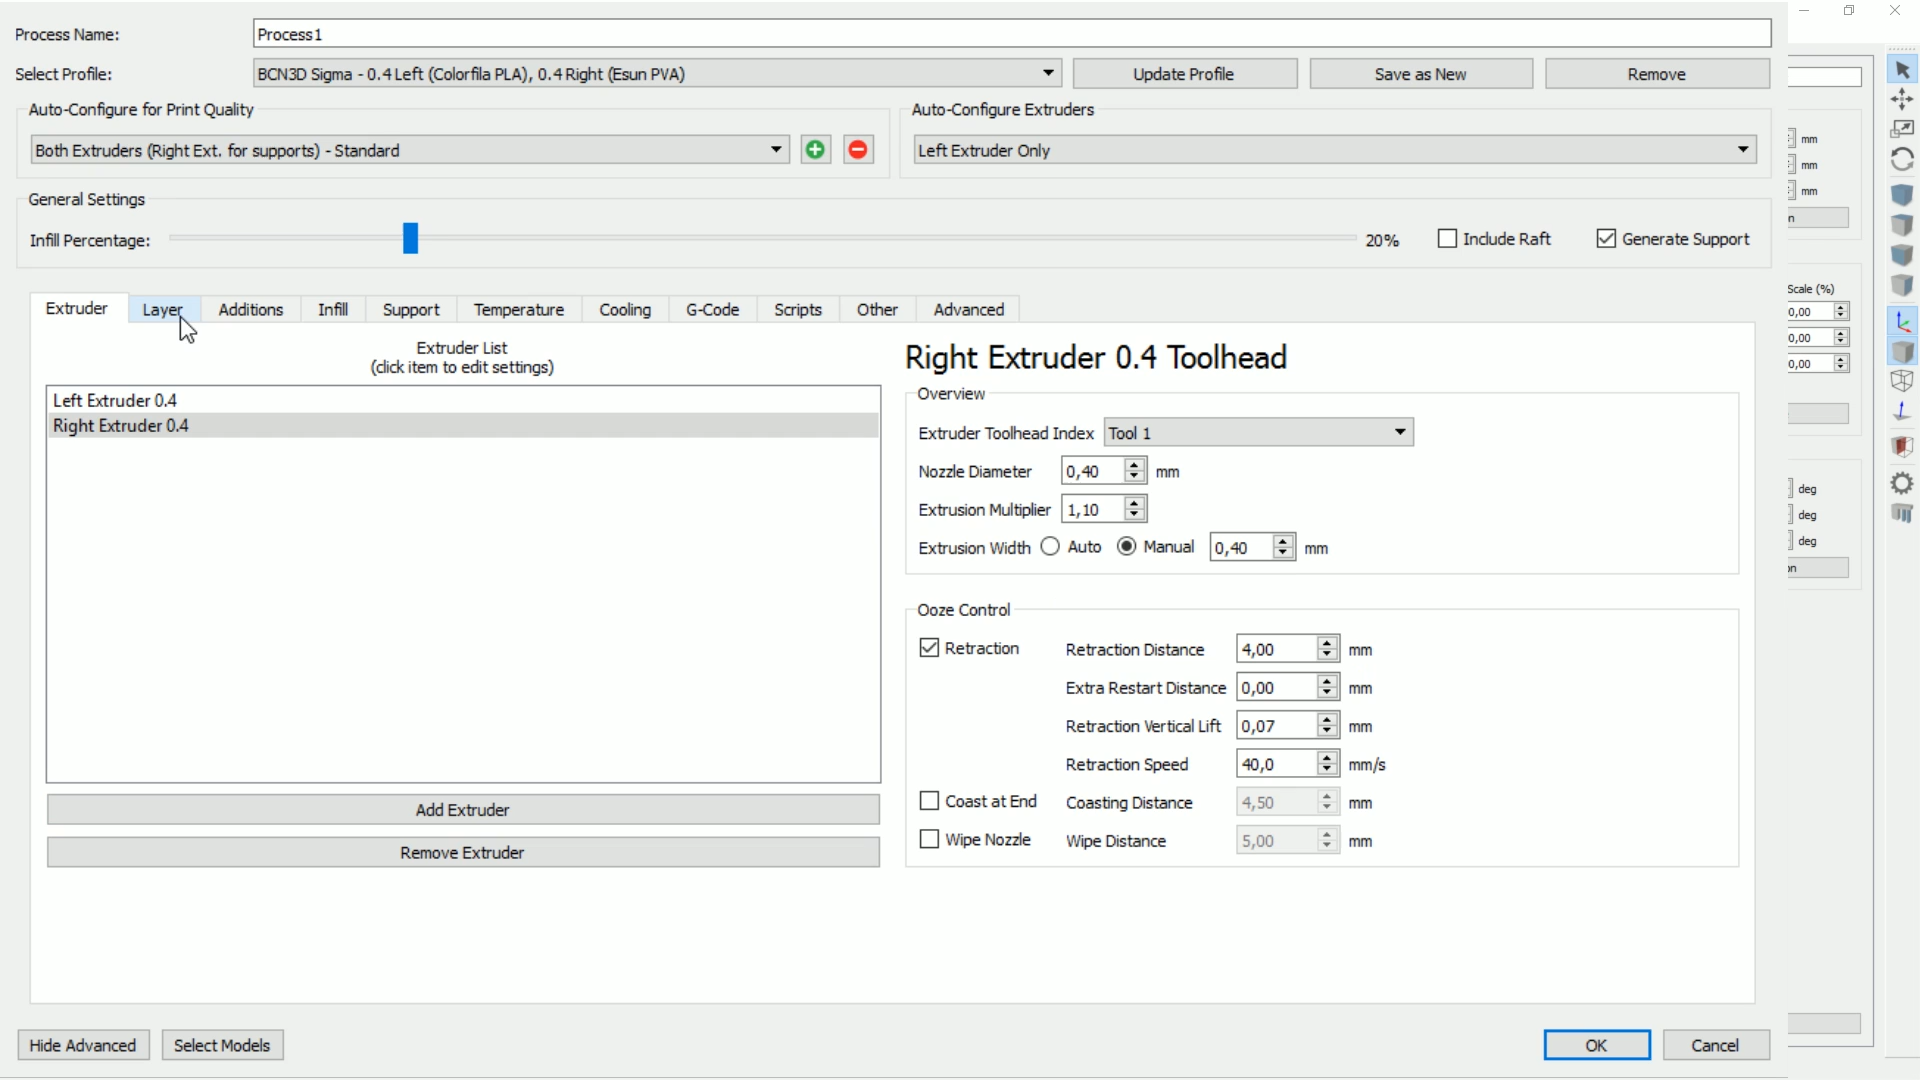 Process Name: Process1
Select Profile: BCN3D Sigma - 0.4 Left (Colorfila PLA), 0.4 Right (Esun PVA) Update Profile Save as New Remove
Auto-Configure for Print Quality Auto-Configure Extruders
Both Extruders (Right Ext. for supports) - Standard Left Extruder Only
General Settings
Infill Percentage: 20% Include Raft Generate Support
Extruder Layer Additions Infill Support Temperature Cooling G-Code Scripts Other Advanced
Extruder List
(click item to edit settings)
Left Extruder 0.4
Right Extruder 0.4
Add Extruder
Remove Extruder
Right Extruder 0.4 Toolhead
Overview
Extruder Toolhead Index Tool 1
Nozzle Diameter 0,40 mm
Extrusion Multiplier 1,10
Extrusion Width Auto Manual 0,40 mm
Ooze Control
Retraction Retraction Distance 4,00 mm
Extra Restart Distance 0,00 mm
Retraction Vertical Lift 0,07 mm
Retraction Speed 40,0 mm/s
Coast at End Coasting Distance 4,50 mm
Wipe Nozzle Wipe Distance 5,00 mm
Hide Advanced Select Models OK Cancel
mm
mm
mm
n
Scale (%)
0,00
0,00
0,00
deg
deg
deg
on